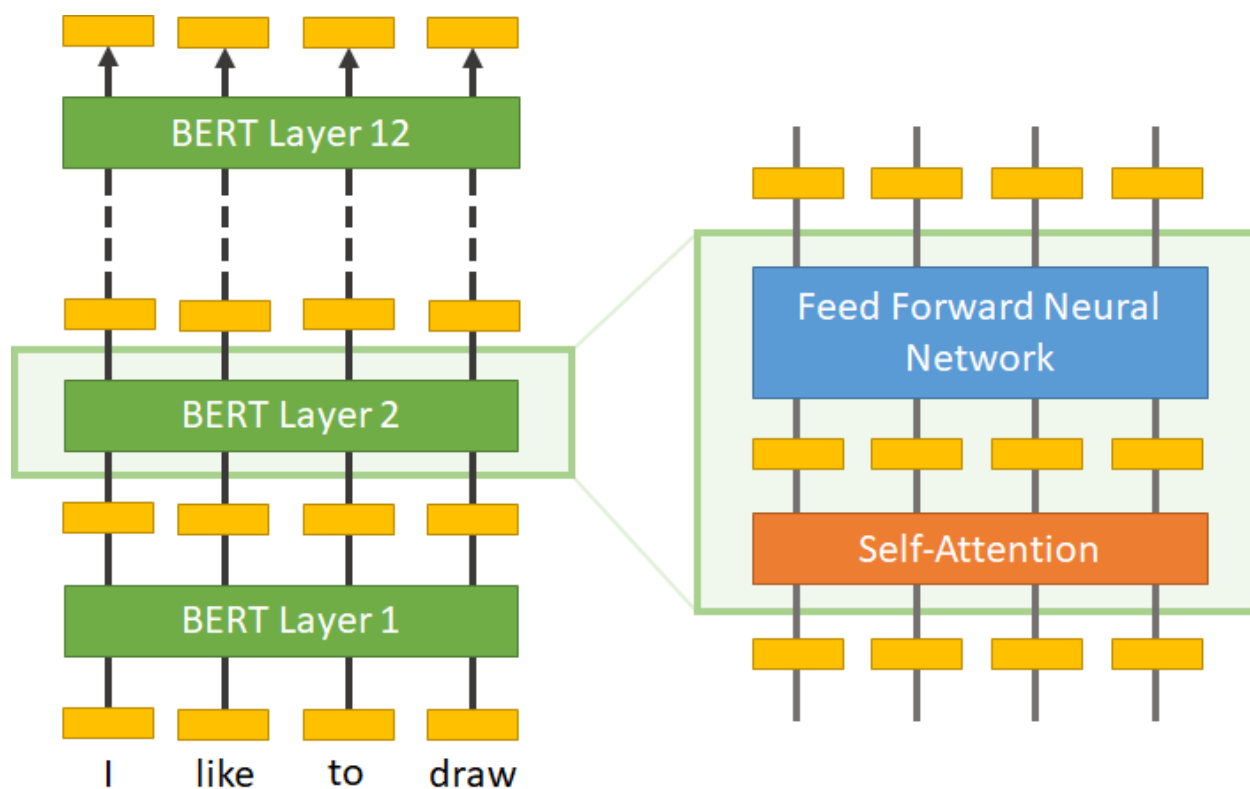 BERT Layer 12
BERT Layer 2
BERT Layer 1
I like to draw
Feed Forward Neural
Network
Self-Attention